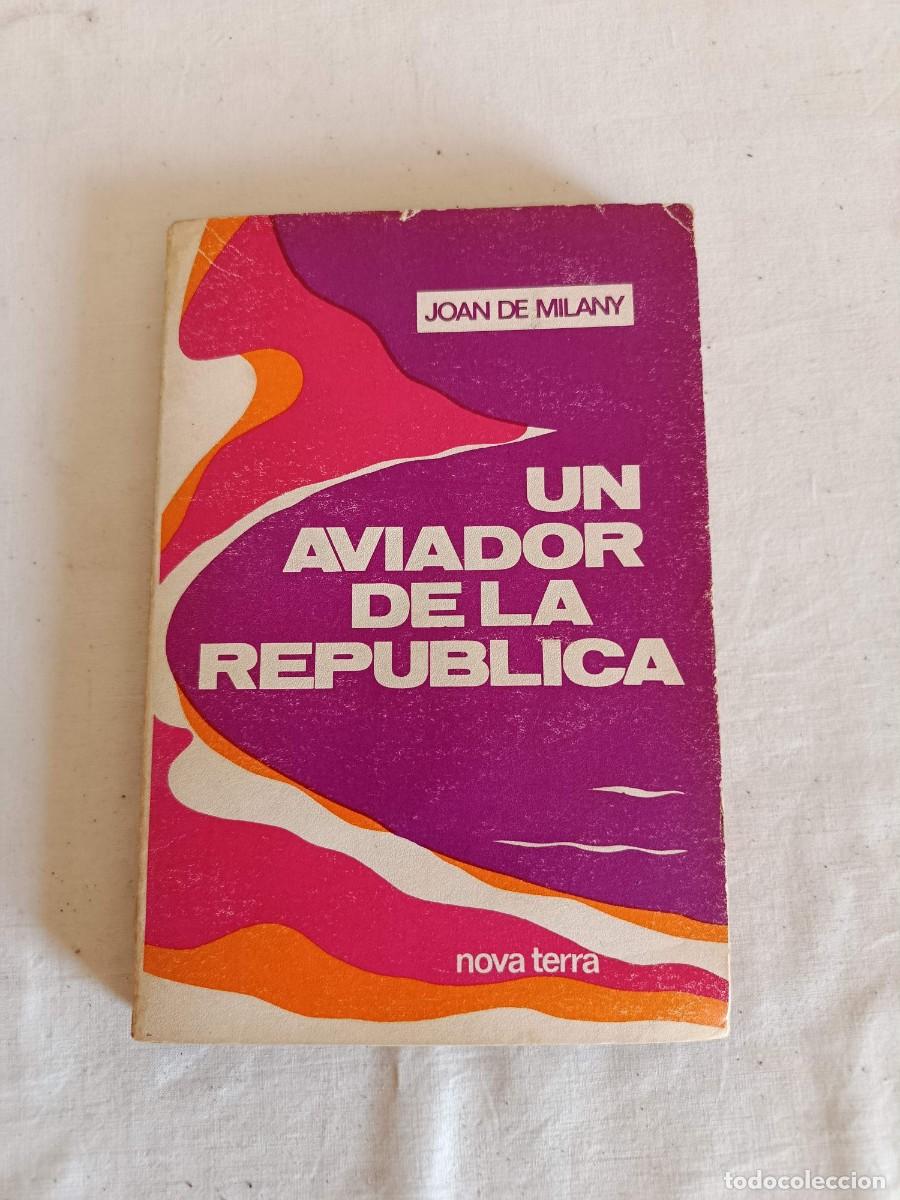 JOAN DE MILANY
UN
AVIADOR
DE LA
REPUBLICA
nova terra
todocoleccion